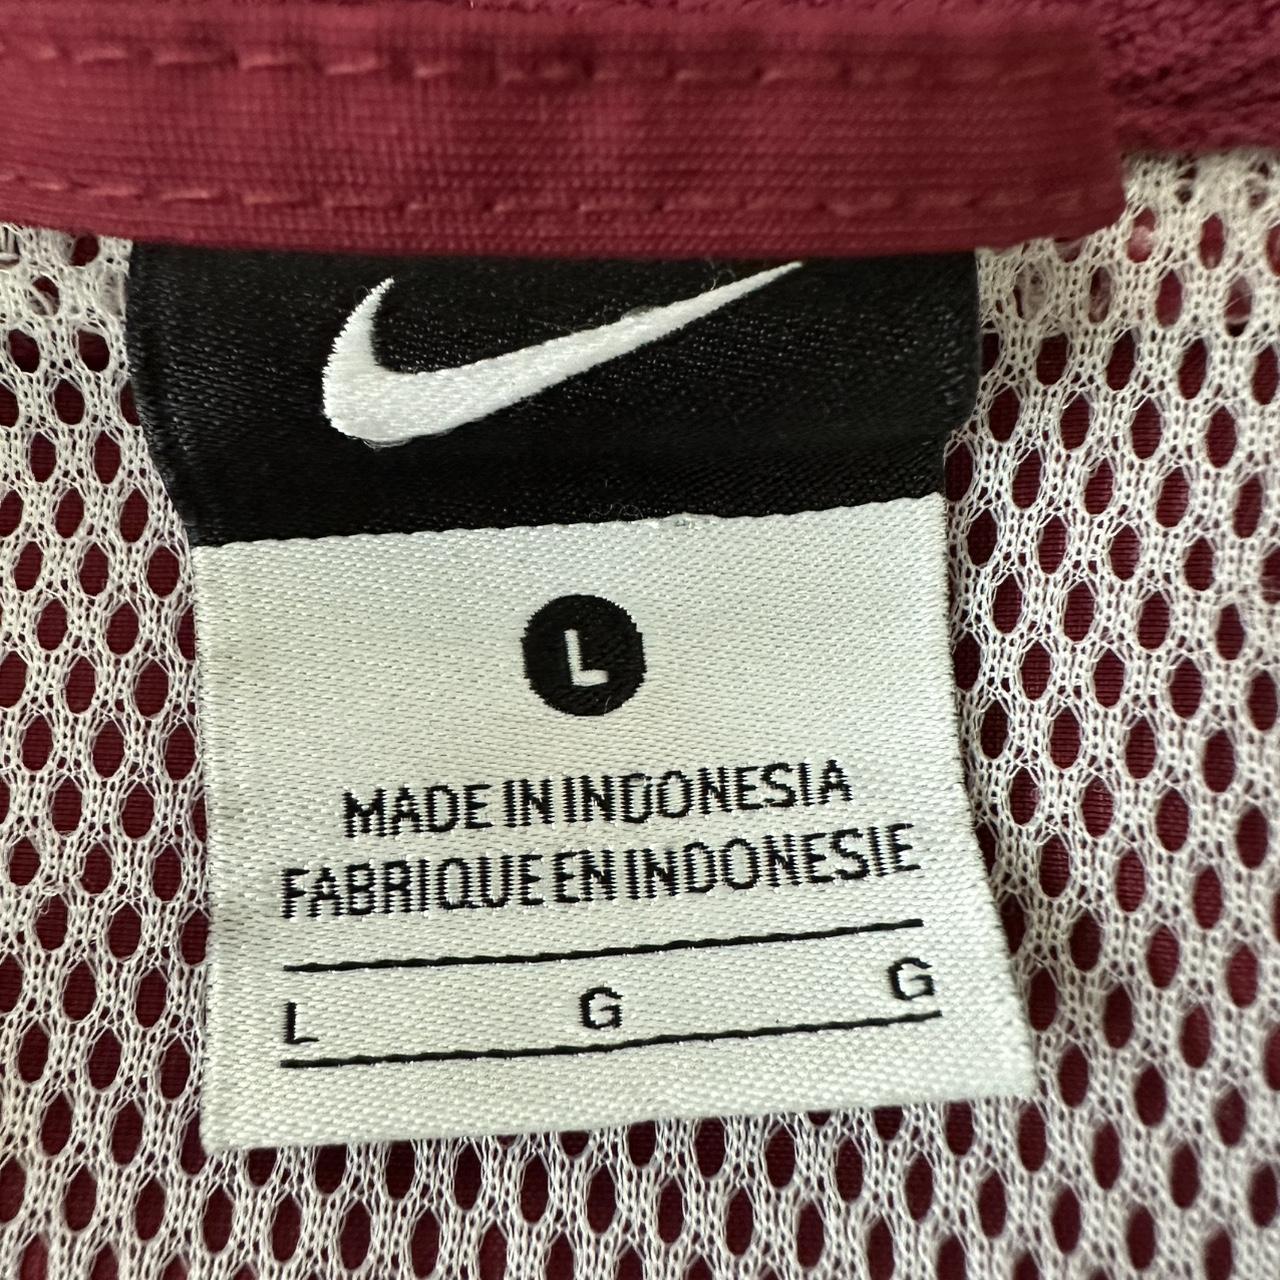 L
MADE IN INDONESIA
FABRIQUE EN INDONESIE
L G G